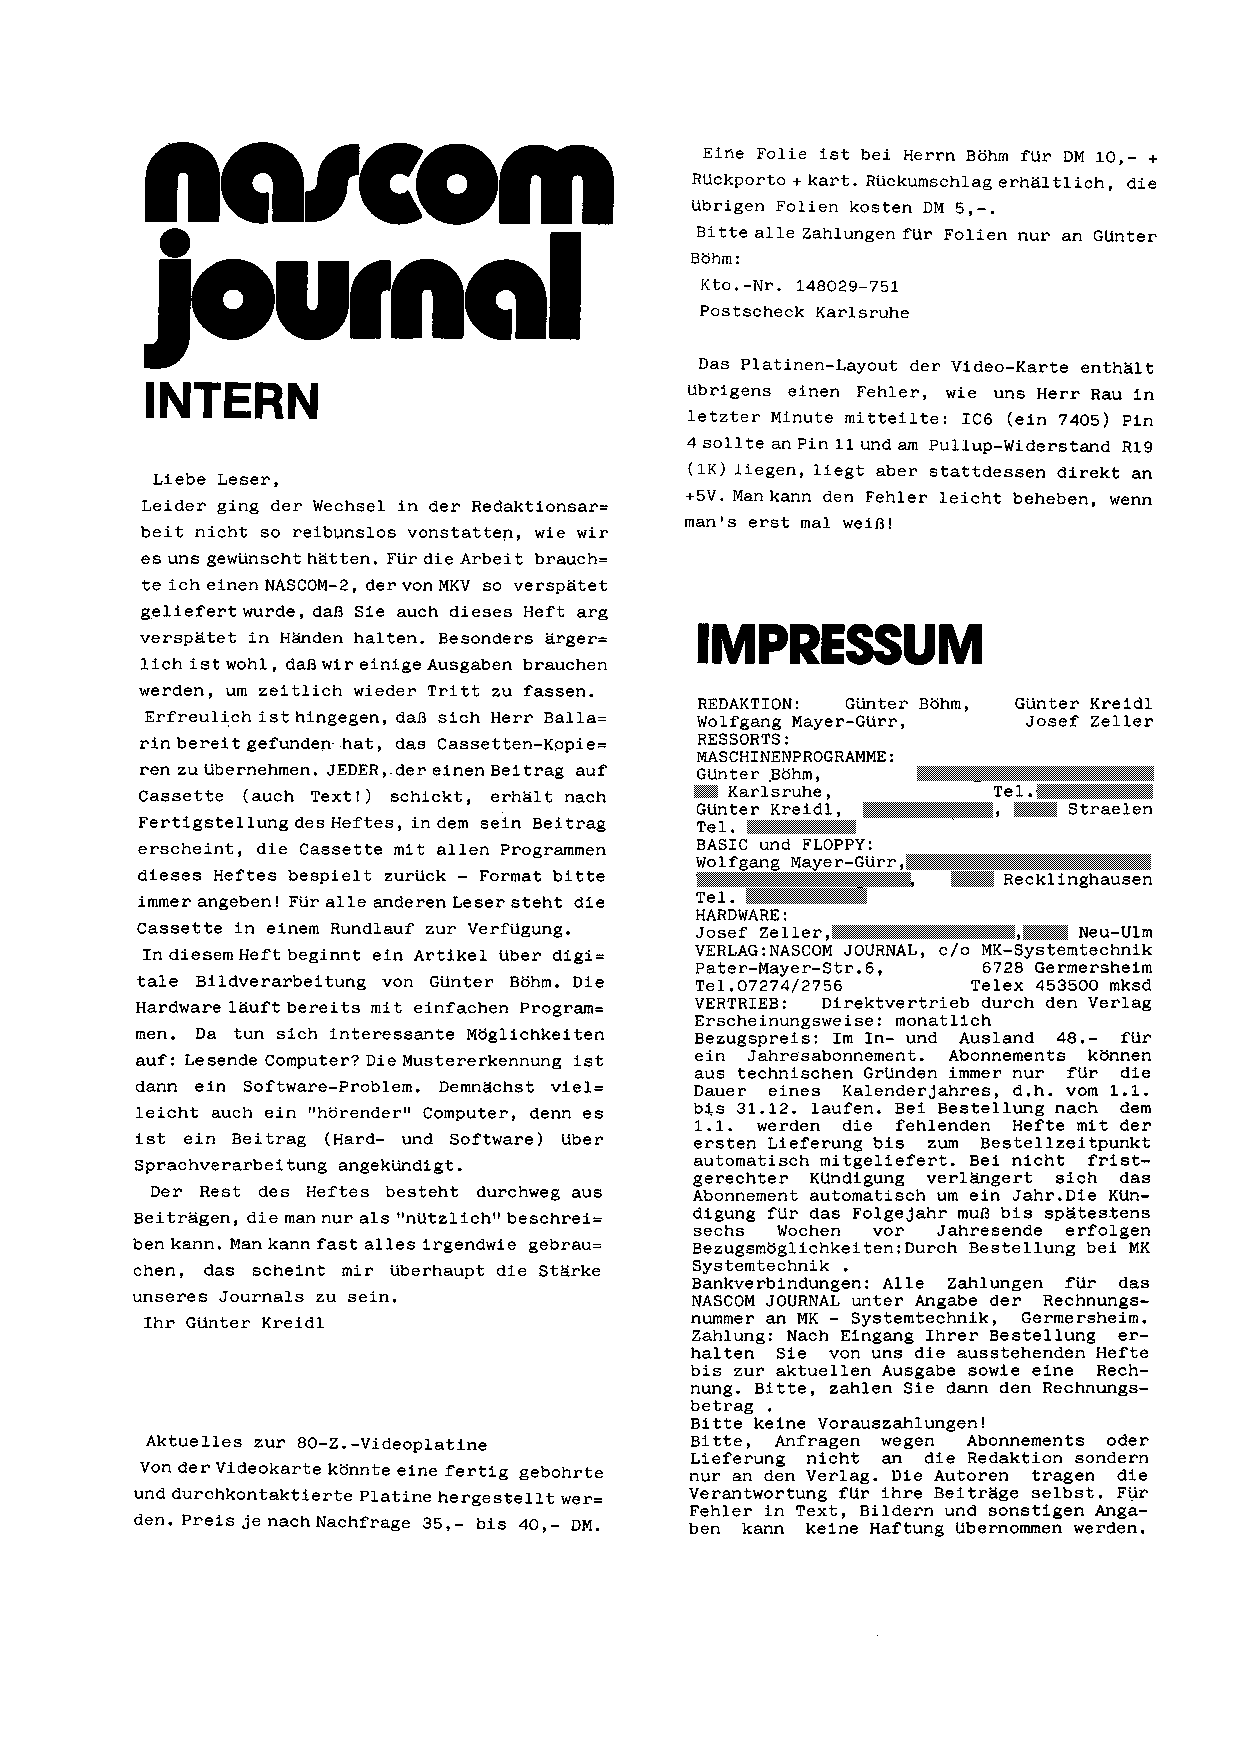 nascom
journal
INTERN
Liebe Leser,
Leider ging der Wechsel in der Redaktionsar=
beit nicht so reibunslos vonstatten, wie wir
es uns gewünscht hätten. Für die Arbeit brauch=
te ich einen NASCOM-2, der von MKV so verspätet
geliefert wurde, daß Sie auch dieses Heft arg
verspätet in Händen halten. Besonders ärger=
lich ist wohl, daß wir einige Ausgaben brauchen
werden, um zeitlich wieder Tritt zu fassen.
Erfreulich ist hingegen, daß sich Herr Balla=
rin bereit gefunden hat, das Cassetten-Kopie=
ren zu übernehmen. JEDER, der einen Beitrag auf
Cassette (auch Text!) schickt, erhält nach
Fertigstellung des Heftes, in dem sein Beitrag
erscheint, die Cassette mit allen Programmen
dieses Heftes bespielt zurück - Format bitte
immer angeben! Für alle anderen Leser steht die
Cassette in einem Rundlauf zur Verfügung.
In diesem Heft beginnt ein Artikel über digi=
tale Bildverarbeitung von Günter Böhm. Die
Hardware läuft bereits mit einfachen Program=
men. Da tun sich interessante Möglichkeiten
auf: Lesende Computer? Die Mustererkennung ist
dann ein Software-Problem. Demnächst viel=
leicht auch ein "hörender" Computer, denn es
ist ein Beitrag (Hard- und Software) über
Sprachverarbeitung angekündigt.
Der Rest des Heftes besteht durchweg aus
Beiträgen, die man nur als "nützlich" beschrei=
ben kann. Man kann fast alles irgendwie gebrau=
chen, das scheint mir überhaupt die Stärke
unseres Journals zu sein.
Ihr Günter Kreidl
Aktuelles zur 80-Z.-Videoplatine
Von der Videokarte könnte eine fertig gebohrte
und durchkontaktierte Platine hergestellt wer=
den. Preis je nach Nachfrage 35,- bis 40,- DM.
Eine Folie ist bei Herrn Böhm für DM 10,- +
Rückporto + kart. Rückumschlag erhältlich, die
übrigen Folien kosten DM 5,-.
Bitte alle Zahlungen für Folien nur an Günter
Böhm:
Kto.-Nr. 148029-751
Postscheck Karlsruhe
Das Platinen-Layout der Video-Karte enthält
übrigens einen Fehler, wie uns Herr Rau in
letzter Minute mitteilte: IC6 (ein 7405) Pin
4 sollte an Pin 11 und am Pullup-Widerstand R19
(1K) liegen, liegt aber stattdessen direkt an
+5V. Man kann den Fehler leicht beheben, wenn
man's erst mal weiß!
IMPRESSUM
REDAKTION: Günter Böhm, Günter Kreidl
Wolfgang Mayer-Gürr, Josef Zeller
RESSORTS:
MASCHINENPROGRAMME:
Günter Böhm,
Karlsruhe, Tel.
Günter Kreidl, , Straelen
Tel.
BASIC und FLOPPY:
Wolfgang Mayer-Gürr,
, Recklinghausen
Tel.
HARDWARE:
Josef Zeller, , Neu-Ulm
VERLAG:NASCOM JOURNAL, c/o MK-Systemtechnik
Pater-Mayer-Str.6, 6728 Germersheim
Tel.07274/2756 Telex 453500 mksd
VERTRIEB: Direktvertrieb durch den Verlag
Erscheinungsweise: monatlich
Bezugspreis: Im In- und Ausland 48.- für
ein Jahresabonnement. Abonnements können
aus technischen Gründen immer nur für die
Dauer eines Kalenderjahres, d.h. vom 1.1.
bis 31.12. laufen. Bei Bestellung nach dem
1.1. werden die fehlenden Hefte mit der
ersten Lieferung bis zum Bestellzeitpunkt
automatisch mitgeliefert. Bei nicht frist-
gerechter Kündigung verlängert sich das
Abonnement automatisch um ein Jahr.Die Kün-
digung für das Folgejahr muß bis spätestens
sechs Wochen vor Jahresende erfolgen
Bezugsmöglichkeiten:Durch Bestellung bei MK
Systemtechnik .
Bankverbindungen: Alle Zahlungen für das
NASCOM JOURNAL unter Angabe der Rechnungs-
nummer an MK - Systemtechnik, Germersheim.
Zahlung: Nach Eingang Ihrer Bestellung er-
halten Sie von uns die ausstehenden Hefte
bis zur aktuellen Ausgabe sowie eine Rech-
nung. Bitte, zahlen Sie dann den Rechnungs-
betrag .
Bitte keine Vorauszahlungen!
Bitte, Anfragen wegen Abonnements oder
Lieferung nicht an die Redaktion sondern
nur an den Verlag. Die Autoren tragen die
Verantwortung für ihre Beiträge selbst. Für
Fehler in Text, Bildern und sonstigen Anga-
ben kann keine Haftung übernommen werden.